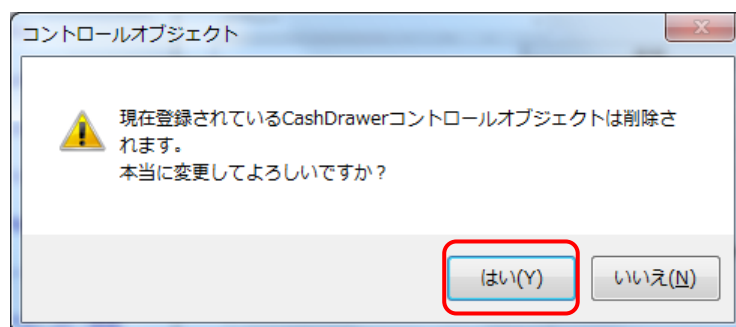 コントロールオブジェクト
現在登録されているCashDrawerコントロールオブジェクトは削除さ
れます。
本当に変更してよろしいですか？
はい(Y)
いいえ(N)